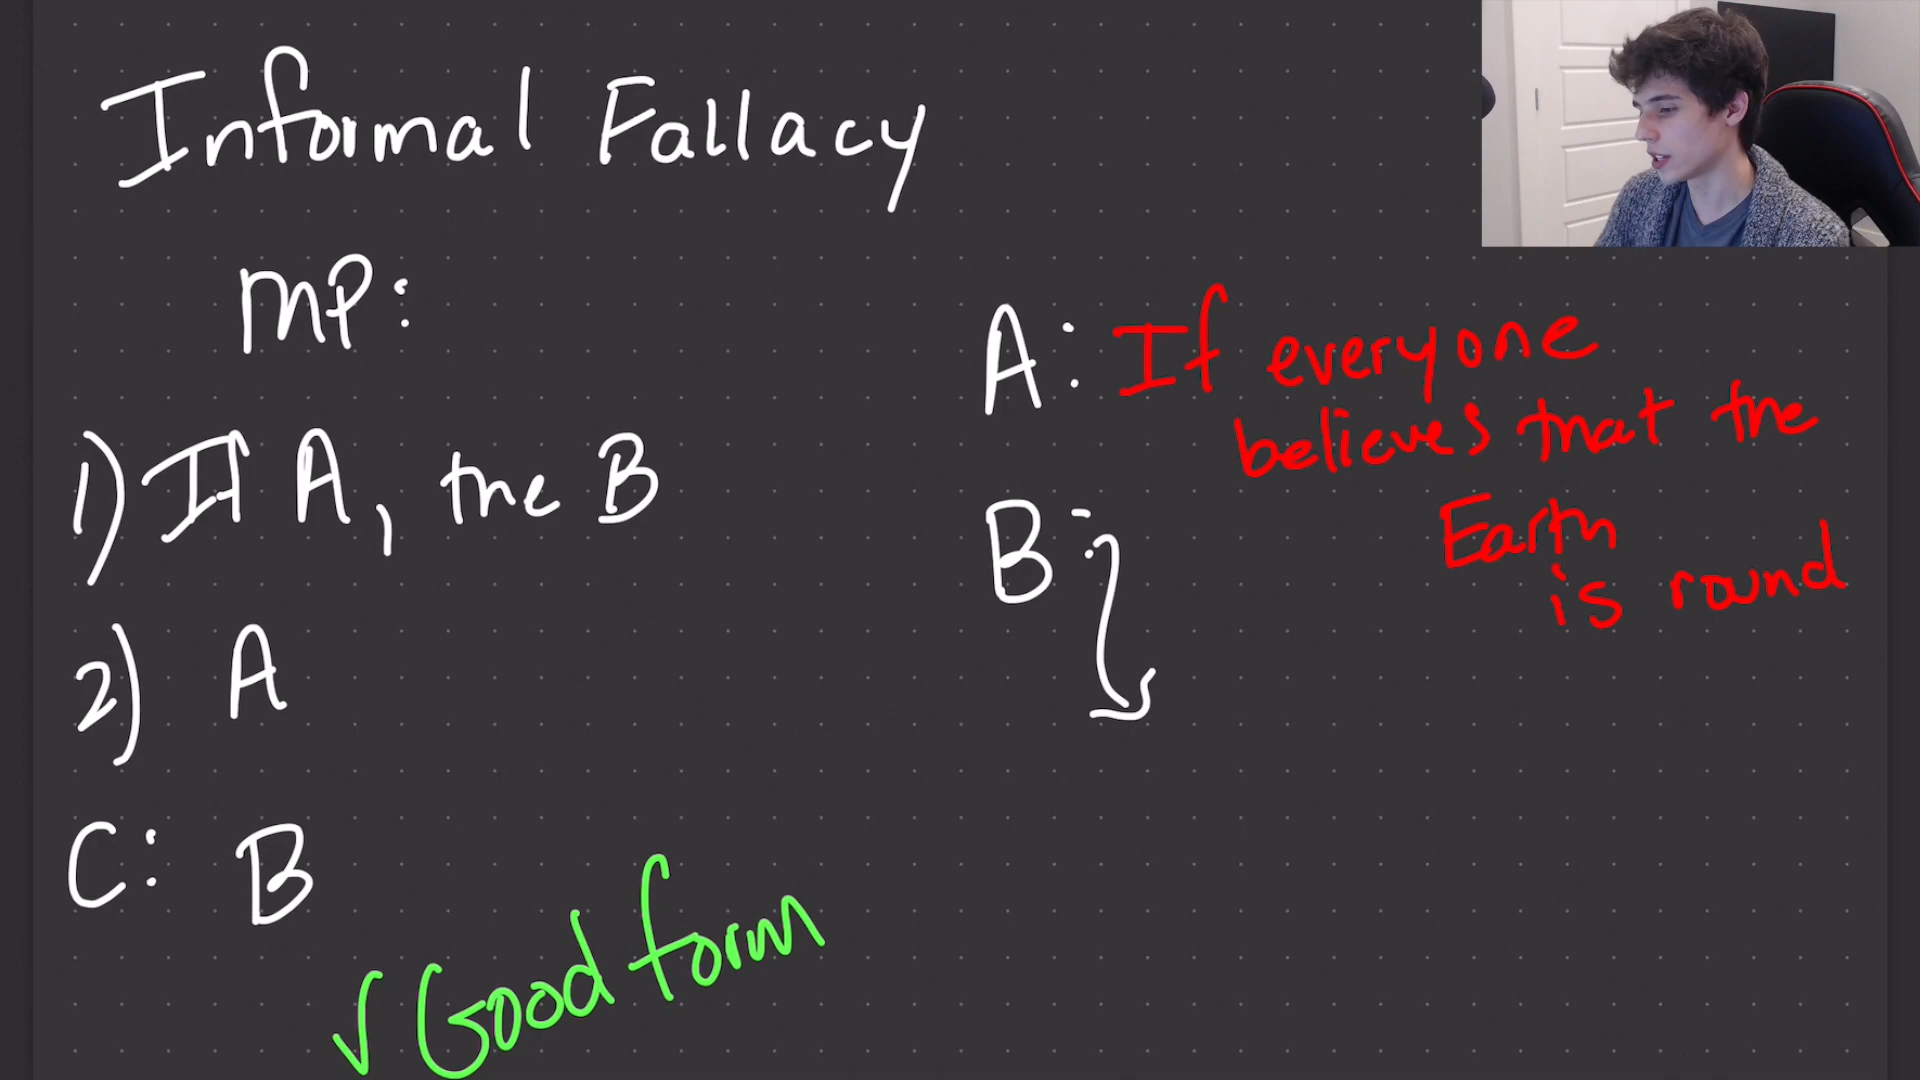 Informal Fallacy
MP:
1) If A, the B
2) A
C: B
√ Good form
A: If everyone
believes that the
Earth
is round
B: